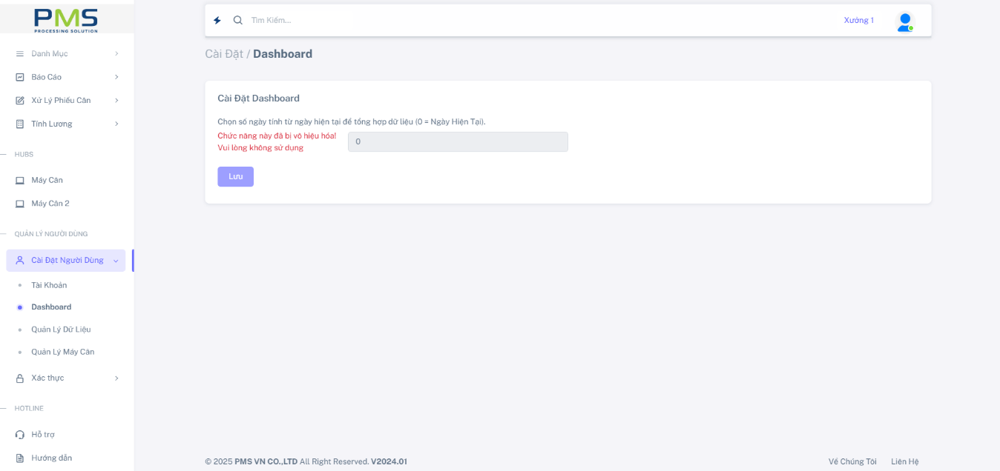 PMS
PROCESSING SOLUTION
Danh Mục
Báo Cáo
Xử Lý Phiếu Cân
Tính Lương
HUBS
Máy Cân
Máy Cân 2
QUẢN LÝ NGƯỜI DÙNG
Cài Đặt Người Dùng
Tài Khoản
Dashboard
Quản Lý Dữ Liệu
Quản Lý Máy Cân
Xác thực
HOTLINE
Hỗ trợ
Hướng dẫn
Tìm Kiếm...
Xưởng 1
Cài Đặt / Dashboard
Cài Đặt Dashboard
Chọn số ngày tính từ ngày hiện tại để tổng hợp dữ liệu (0 = Ngày Hiện Tại).
Chức năng này đã bị vô hiệu hóa!
Vui lòng không sử dụng
0
Lưu
© 2025 PMS VN CO.,LTD All Right Reserved. V2024.01
Về Chúng Tôi
Liên Hệ